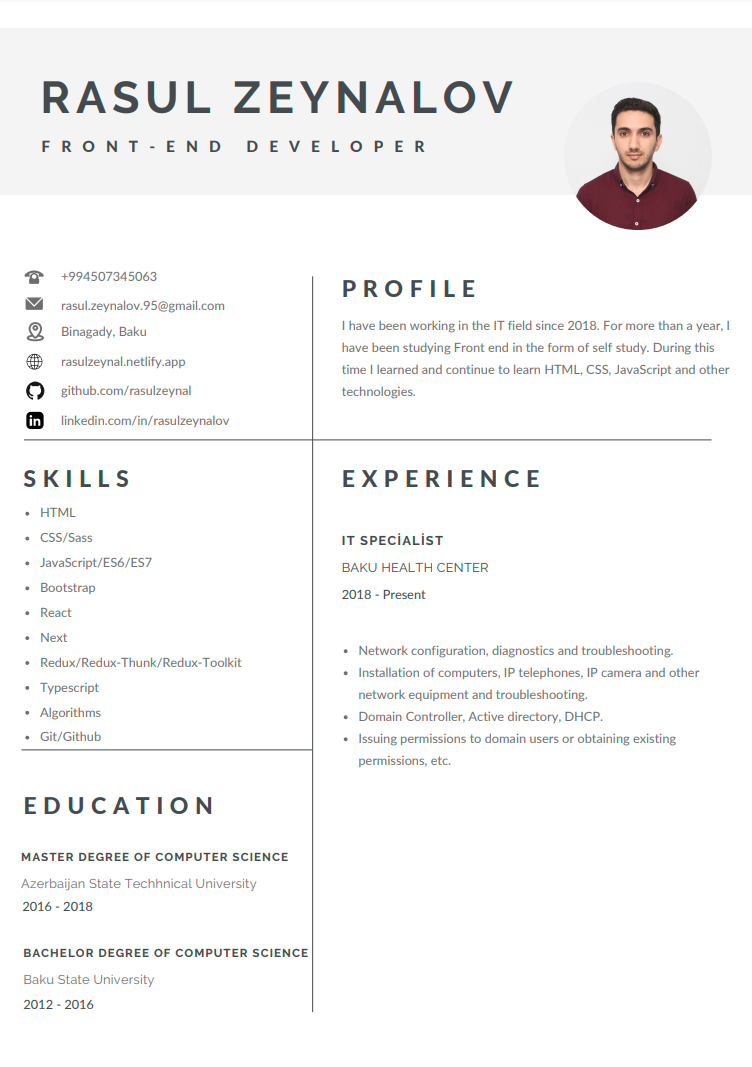 RASUL ZEYNALOV
FRONT-END DEVELOPER
+994507345063
rasul.zeynalov.95@gmail.com
Binagady, Baku
rasulzeynal.netlify.app
github.com/rasulzeynal
linkedin.com/in/rasulzeynalov
PROFILE
I have been working in the IT field since 2018. For more than a year, I
have been studying Front end in the form of self study. During this
time I learned and continue to learn HTML, CSS, JavaScript and other
technologies.
SKILLS
• HTML
• CSS/Sass
• JavaScript/ES6/ES7
• Bootstrap
• React
• Next
• Redux/Redux-Thunk/Redux-Toolkit
• Typescript
• Algorithms
• Git/Github
EDUCATION
MASTER DEGREE OF COMPUTER SCIENCE
Azerbaijan State Techhnical University
2016 - 2018
BACHELOR DEGREE OF COMPUTER SCIENCE
Baku State University
2012 - 2016
EXPERIENCE
IT SPECİALİST
BAKU HEALTH CENTER
2018 - Present
• Network configuration, diagnostics and troubleshooting.
• Installation of computers, IP telephones, IP camera and other
network equipment and troubleshooting.
• Domain Controller, Active directory, DHCP.
• Issuing permissions to domain users or obtaining existing
permissions, etc.